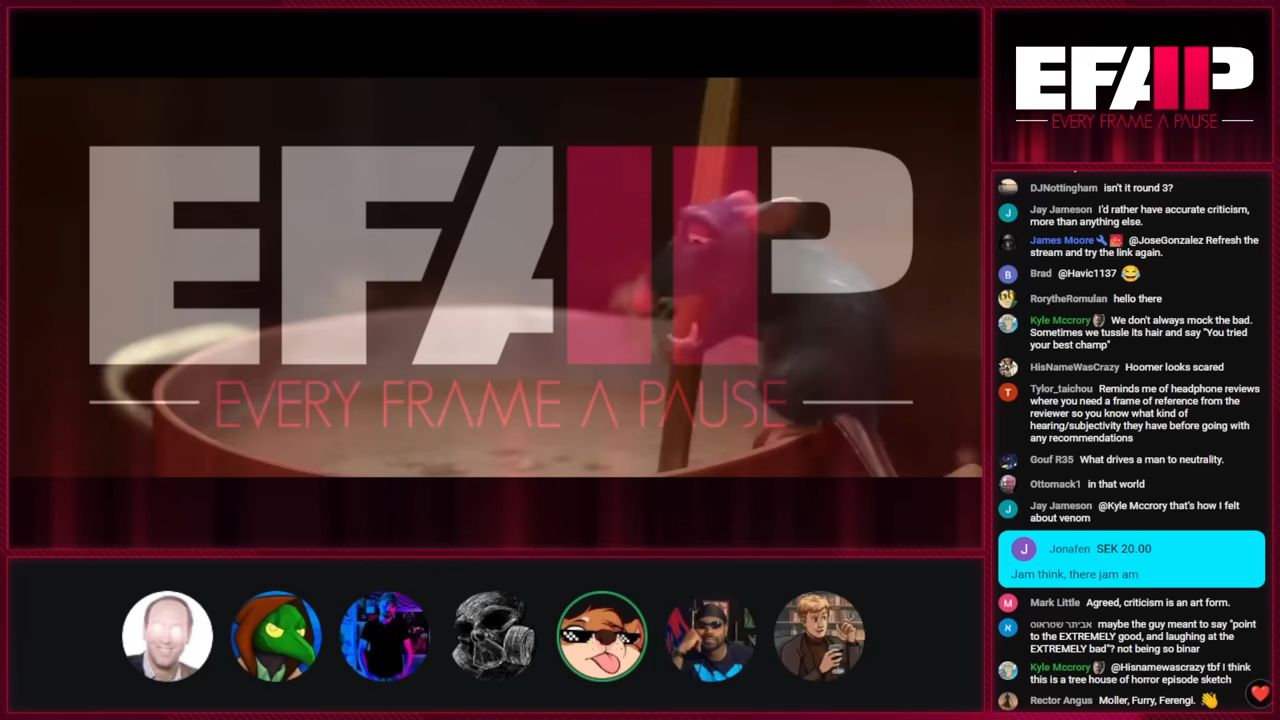 EFAP
EVERY FRAME A PAUSE
EFAP
EVERY FRAME A PAUSE
DJNottingham isn't it round 3?
J Jay Jameson I'd rather have accurate criticism,
more than anything else.
James Moore @JoseGonzalez Refresh the
stream and try the link again.
B Brad @Havic1137 😂
RorytheRomulan hello there
Kyle Mccrory We don't always mock the bad.
Sometimes we tussle its hair and say "You tried
your best champ"
HisNameWasCrazy Hoomer looks scared
T Tylor_taichou Reminds me of headphone reviews
where you need a frame of reference from the
reviewer so you know what kind of
hearing/subjectivity they have before going with
any recommendations
Gouf R35 What drives a man to neutrality.
Ottomack1 in that world
J Jay Jameson @Kyle Mccrory that's how I felt
about venom
J Jonafen SEK 20.00
Jam think, there jam am
M Mark Little Agreed, criticism is an art form.
א אביתר שטראוס maybe the guy meant to say "point
to the EXTREMELY good, and laughing at the
EXTREMELY bad"? not being so binar
Kyle Mccrory @Hisnamewascrazy tbf I think
this is a tree house of horror episode sketch
Rector Angus Moller, Furry, Ferengi. 👏